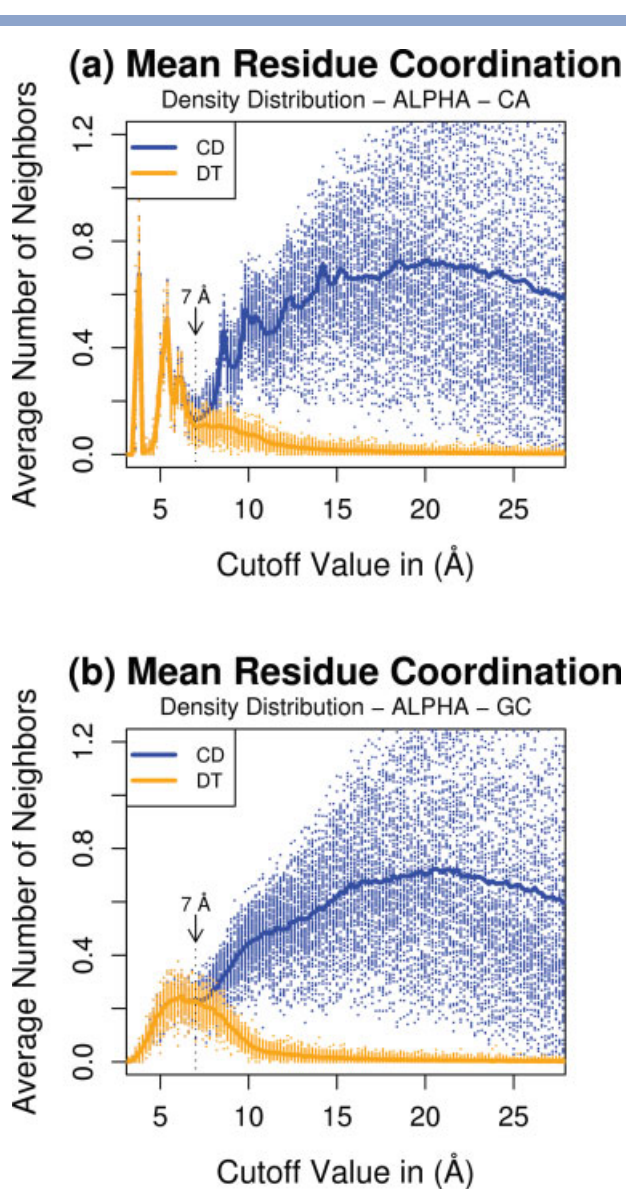 (a) Mean Residue Coordination
Density Distribution – ALPHA – CA
Average Number of Neighbors
1.2
0.8
0.4
0.0
CD
DT
7 Å
5 10 15 20 25
Cutoff Value in (Å)
(b) Mean Residue Coordination
Density Distribution – ALPHA – GC
Average Number of Neighbors
1.2
0.8
0.4
0.0
CD
DT
7 Å
5 10 15 20 25
Cutoff Value in (Å)